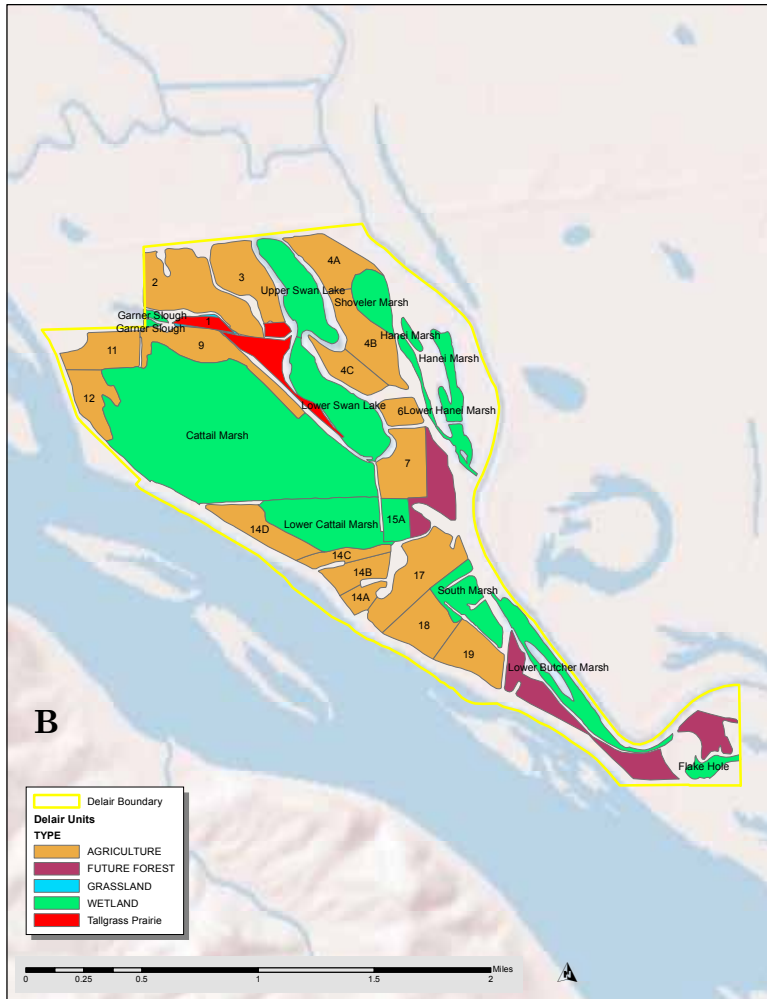 4A
2
3
Upper Swan Lake
Shoveler Marsh
Garner Slough
1
Garner Slough
Hanei Marsh
4B
9
11
Hanei Marsh
4C
12
Lower Swan Lake
6
Lower Hanei Marsh
Cattail Marsh
7
Lower Cattail Marsh
15A
14D
14C
17
14B
South Marsh
14A
18
19
Lower Butcher Marsh
B
Flake Hole
Delair Boundary
Delair Units
TYPE
AGRICULTURE
FUTURE FOREST
GRASSLAND
WETLAND
Tallgrass Prairie
Miles
0 0.25 0.5 1 1.5 2
N